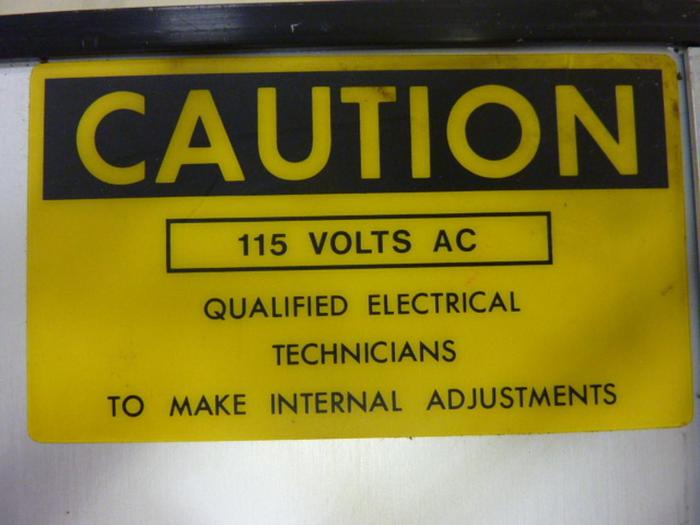 CAUTION
115 VOLTS AC
QUALIFIED ELECTRICAL
TECHNICIANS
TO MAKE INTERNAL ADJUSTMENTS